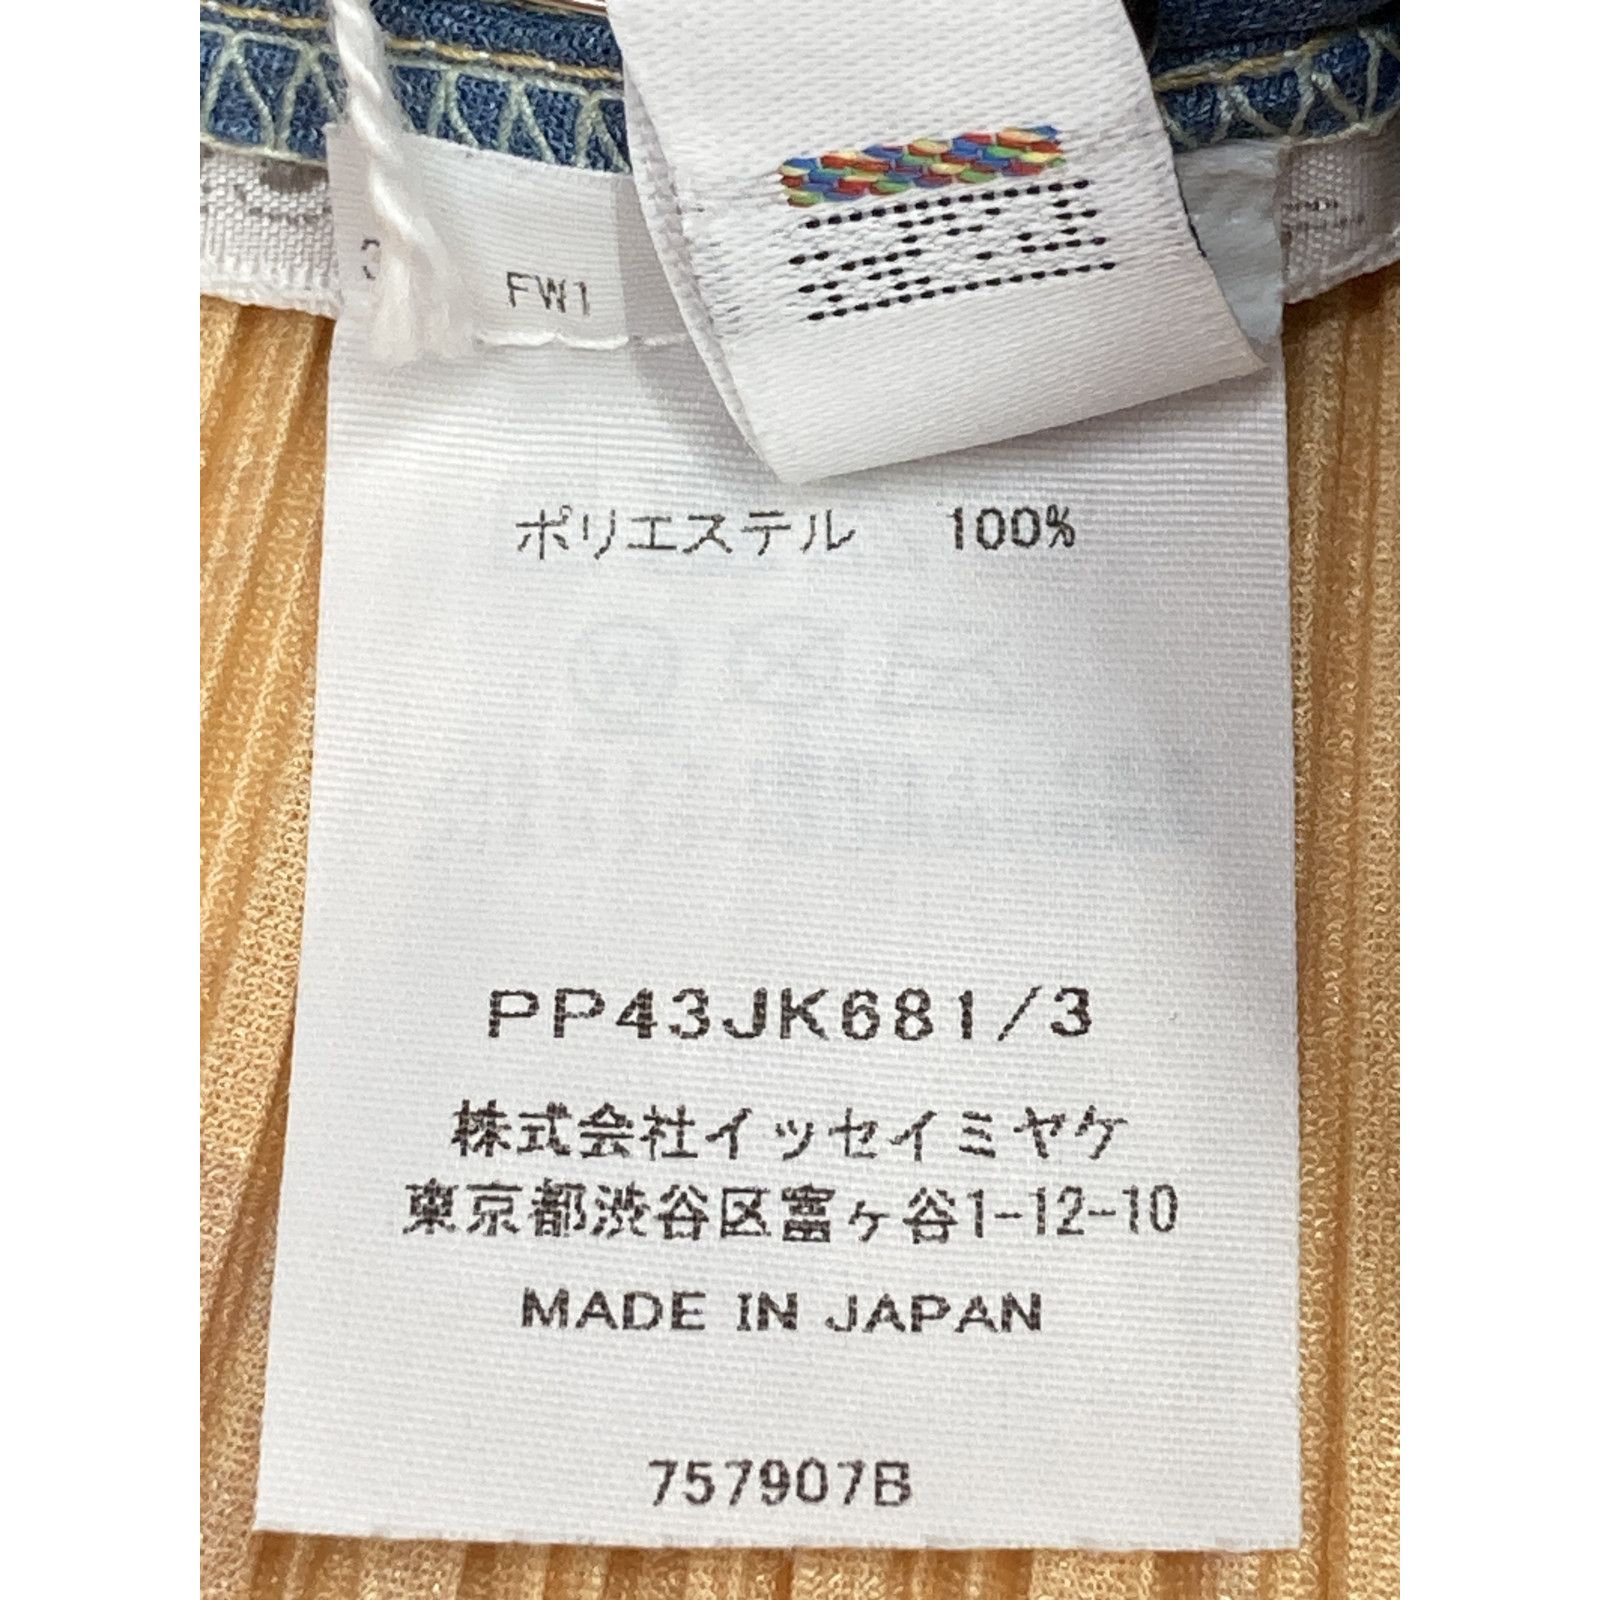 FW1
ポリエステル 100%
PP43JK681/3
株式会社イッセイミヤケ
東京都渋谷区富ヶ谷1-12-10
MADE IN JAPAN
757907B